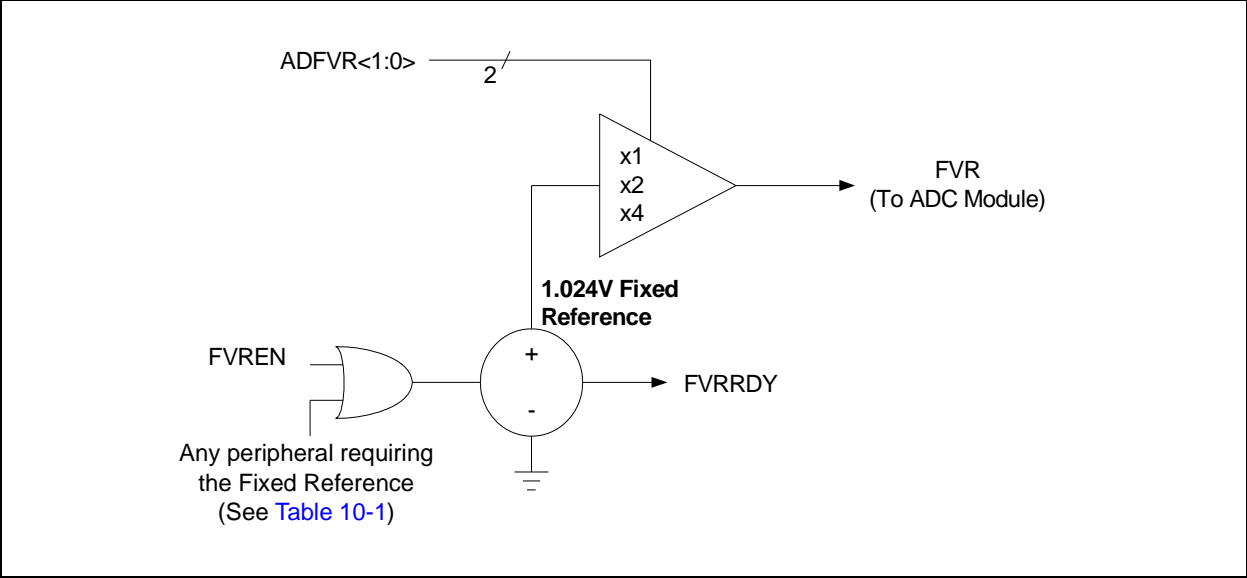 ADFVR<1:0>
2
x1
x2
x4
FVR
(To ADC Module)
1.024V Fixed
Reference
+
-
FVREN
FVRRDY
Any peripheral requiring
the Fixed Reference
(See Table 10-1)